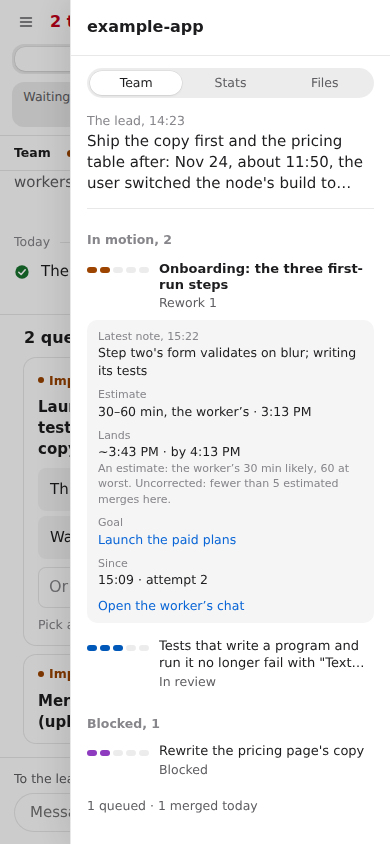 example-app
Team
Stats
Files
The lead, 14:23
Ship the copy first and the pricing
table after: Nov 24, about 11:50, the
user switched the node's build to…
In motion, 2
Onboarding: the three first-
run steps
Rework 1
Latest note, 15:22
Step two's form validates on blur; writing
its tests
Estimate
30–60 min, the worker’s · 3:13 PM
Lands
~3:43 PM · by 4:13 PM
An estimate: the worker’s 30 min likely, 60 at
worst. Uncorrected: fewer than 5 estimated
merges here.
Goal
Launch the paid plans
Since
15:09 · attempt 2
Open the worker’s chat
Tests that write a program and
run it no longer fail with "Text…
In review
Blocked, 1
Rewrite the pricing page's copy
Blocked
1 queued · 1 merged today
2
Waiting
Team
workers
Today
The
2 que
Imp
Laun
test
copy
Th
Wa
Or
Pick a
Imp
Mer
(upl
To the lea
Messa